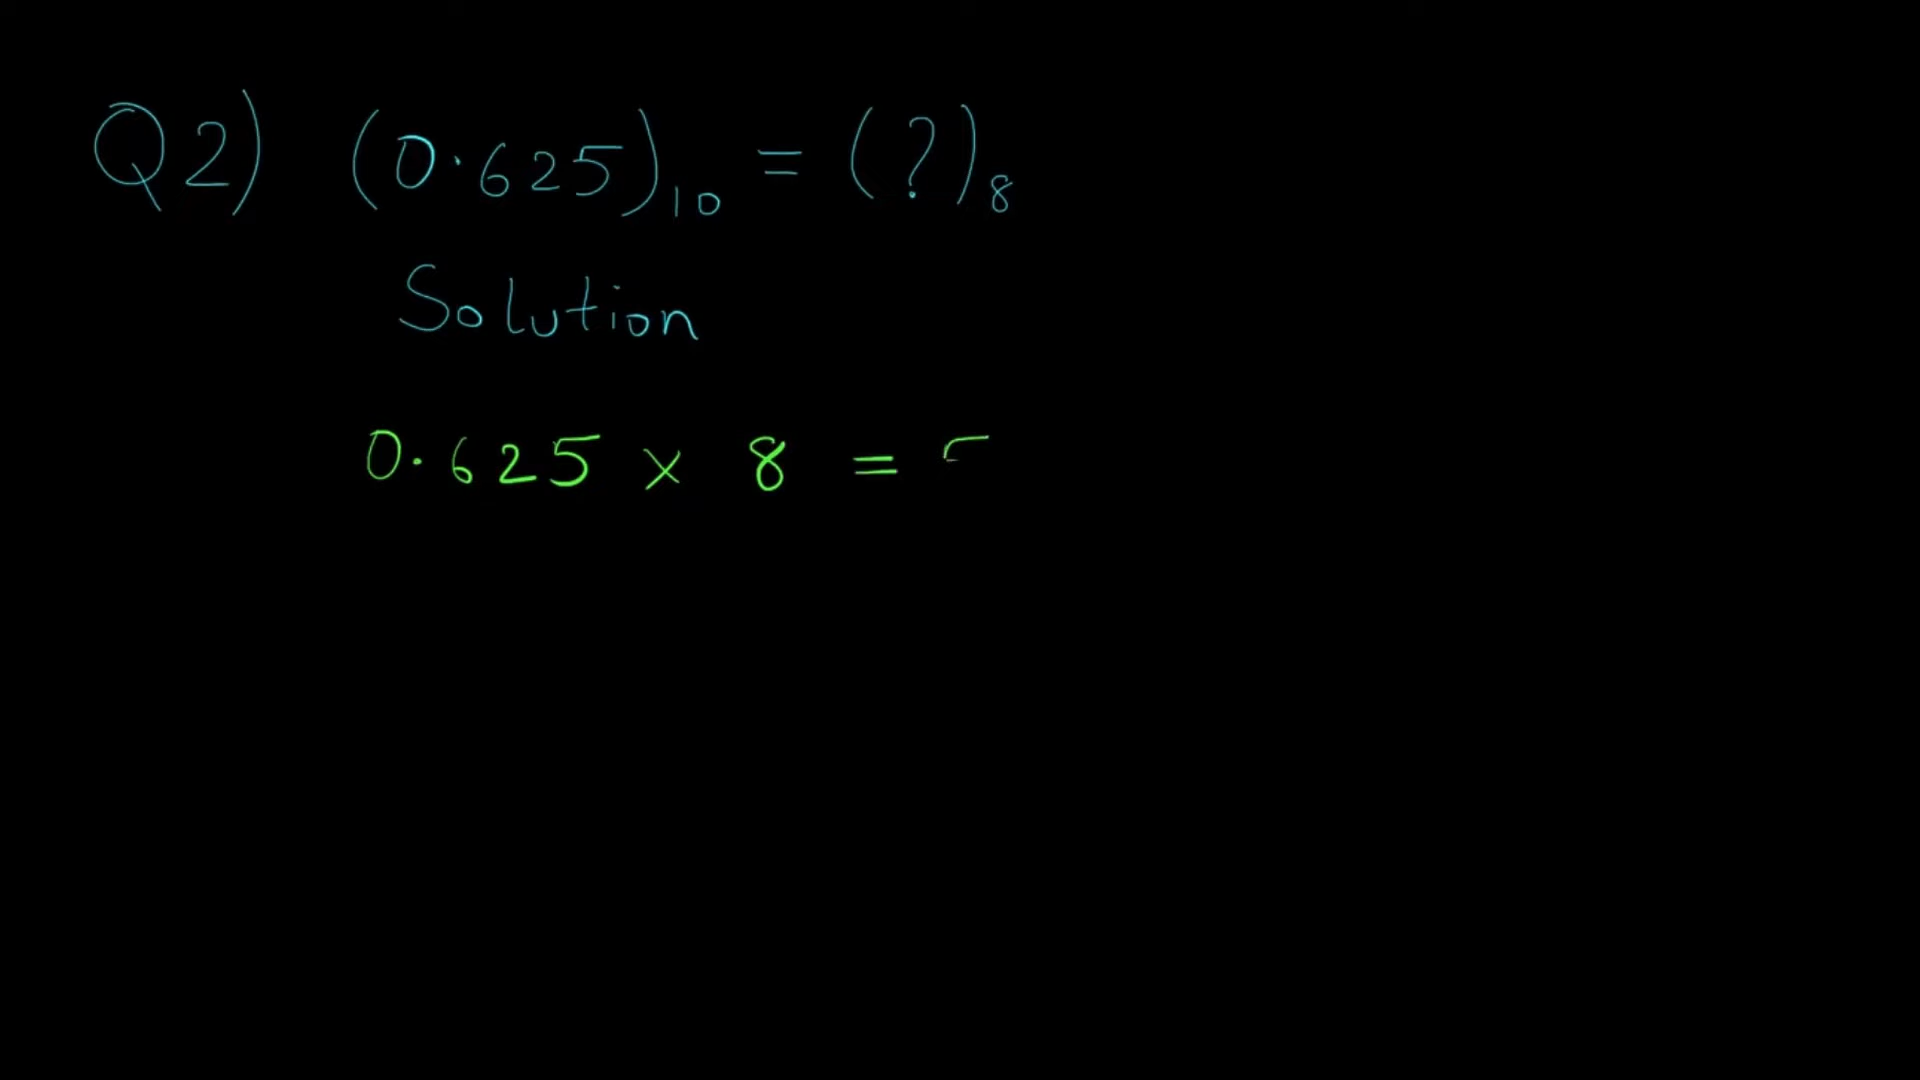 Q2) (0.625)₁₀ = (?)₈
Solution
0.625 x 8 =